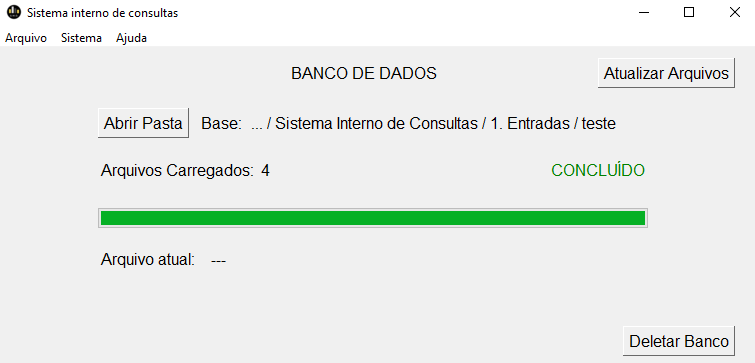 Sistema interno de consultas
Arquivo Sistema Ajuda
BANCO DE DADOS
Atualizar Arquivos
Abrir Pasta Base: ... / Sistema Interno de Consultas / 1. Entradas / teste
Arquivos Carregados: 4 CONCLUÍDO
Arquivo atual: ---
Deletar Banco